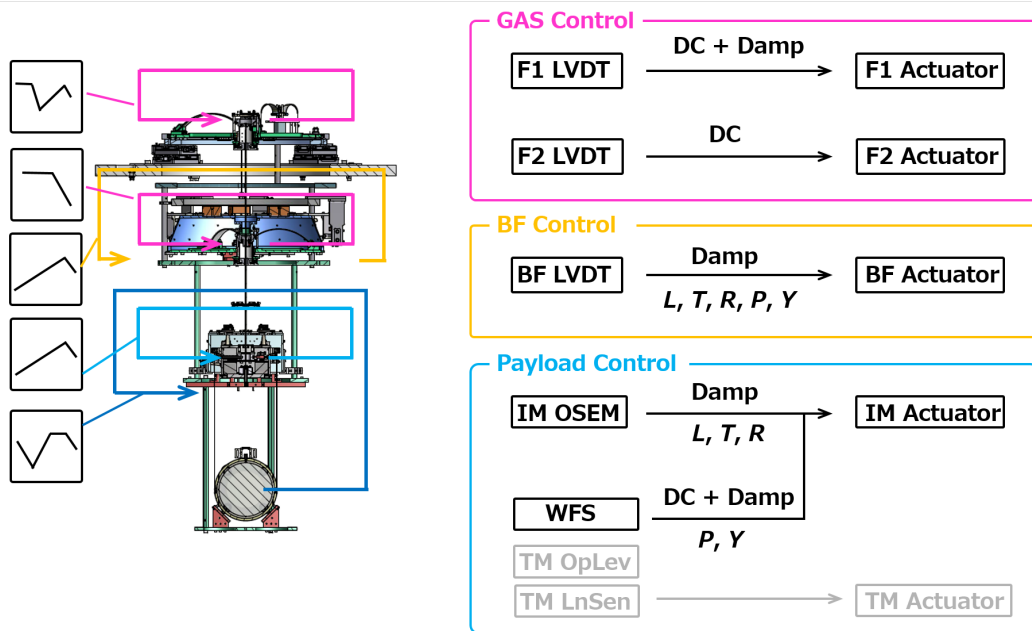 GAS Control
F1 LVDT
DC + Damp
F1 Actuator
F2 LVDT
DC
F2 Actuator
BF Control
BF LVDT
Damp
L, T, R, P, Y
BF Actuator
Payload Control
IM OSEM
Damp
L, T, R
IM Actuator
WFS
DC + Damp
P, Y
TM OpLev
TM LnSen
TM Actuator